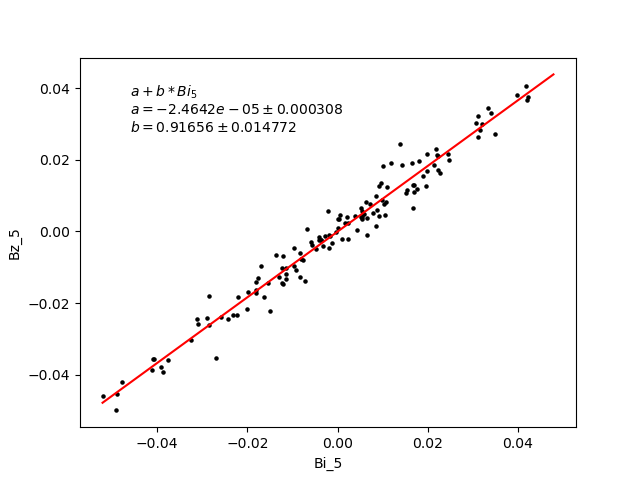 a + b * Bi₅
a = −2.4642e − 05 ± 0.000308
b = 0.91656 ± 0.014772
0.04
0.02
0.00
−0.02
−0.04
Bz_5
−0.04 −0.02 0.00 0.02 0.04
Bi_5